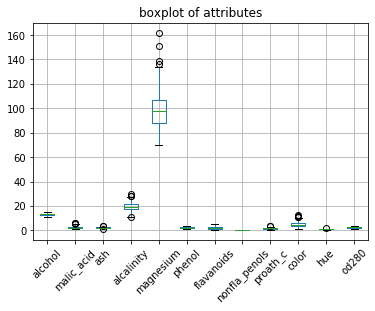 boxplot of attributes
160
140
120
100
80
60
40
20
0
alcohol
malic_acid
ash
alcalinity
magnesium
phenol
flavanoids
nonfla_penols
proath_c
color
hue
od280